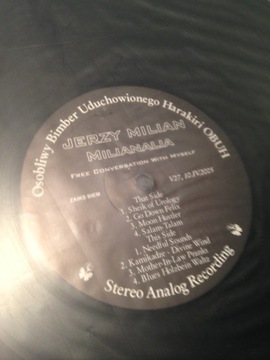 Osobliwy Bimber Uduchowionego Harakiri OBUH
JERZY MILIAN
MILIANALIA
FREE CONVERSATION WITH MYSELF
That Side
1. Sheik of Urology
2. Go Down Felix
3. Moon Hustler
4. Salam-Talam
This Side
1. Needful Sounds
2. Kamikadze - Divine Wind
3. Mother-In-Law Pranks
4. Blues Holzbein Waltz
Stereo Analog Recording